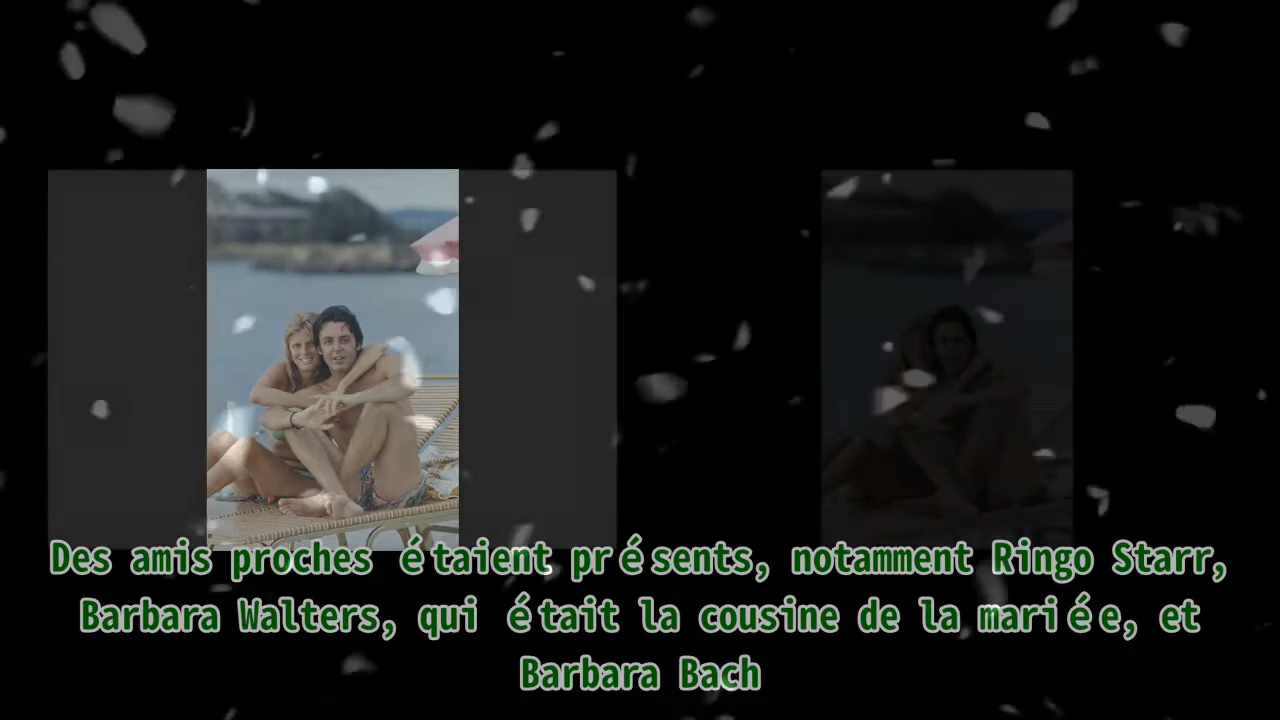 Des amis proches étaient présents, notamment Ringo Starr,
Barbara Walters, qui était la cousine de la mariée, et
Barbara Bach